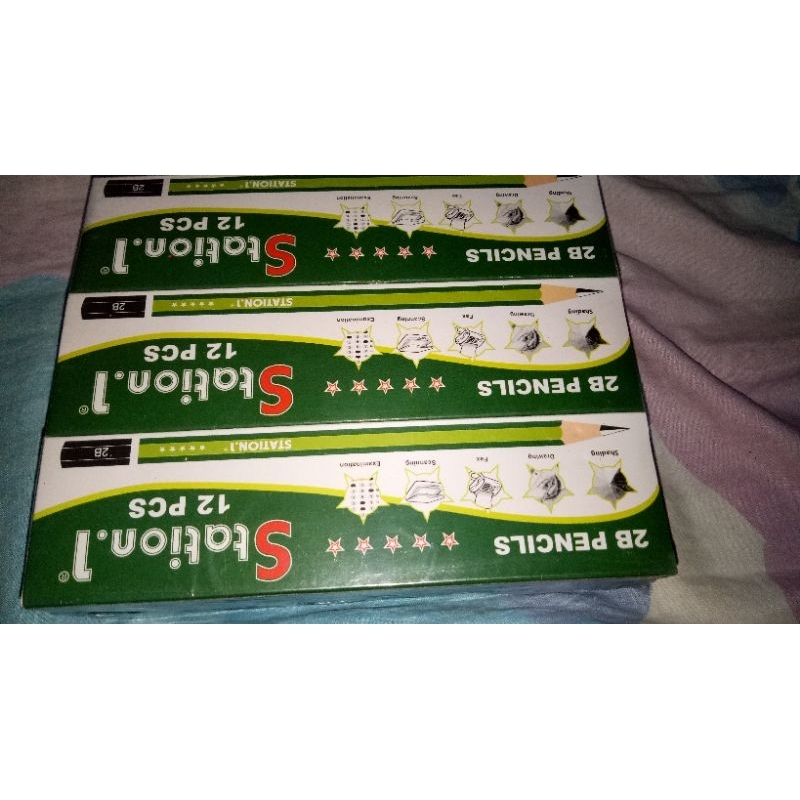 2B PENCILS Station.1®
12 PCS
Shading Drawing Fax Scanning Examination
STATION.1® 2B
2B PENCILS Station.1®
12 PCS
Shading Drawing Fax Scanning Examination
STATION.1® 2B
2B PENCILS Station.1®
12 PCS
Shading Drawing Fax Scanning Examination
STATION.1® 2B